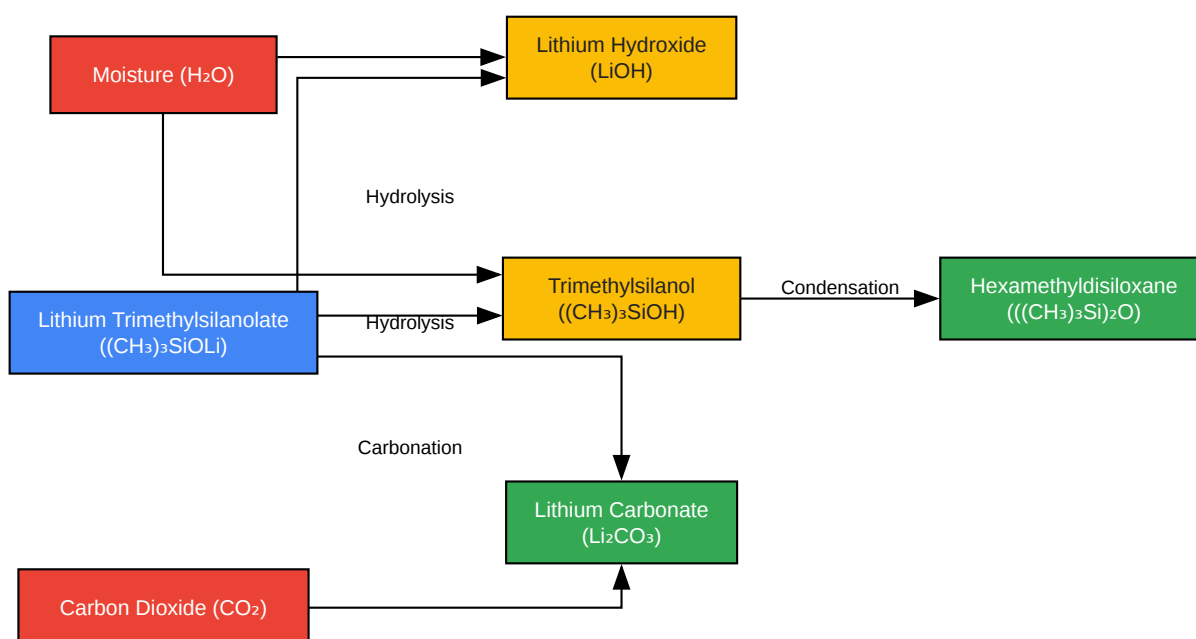 Lithium Hydroxide
(LiOH)
Moisture (H₂O)
Hydrolysis
Trimethylsilanol
((CH₃)₃SiOH)
Condensation
Hexamethyldisiloxane
(((CH₃)₃Si)₂O)
Lithium Trimethylsilanolate
((CH₃)₃SiOLi)
Hydrolysis
Carbonation
Lithium Carbonate
(Li₂CO₃)
Carbon Dioxide (CO₂)